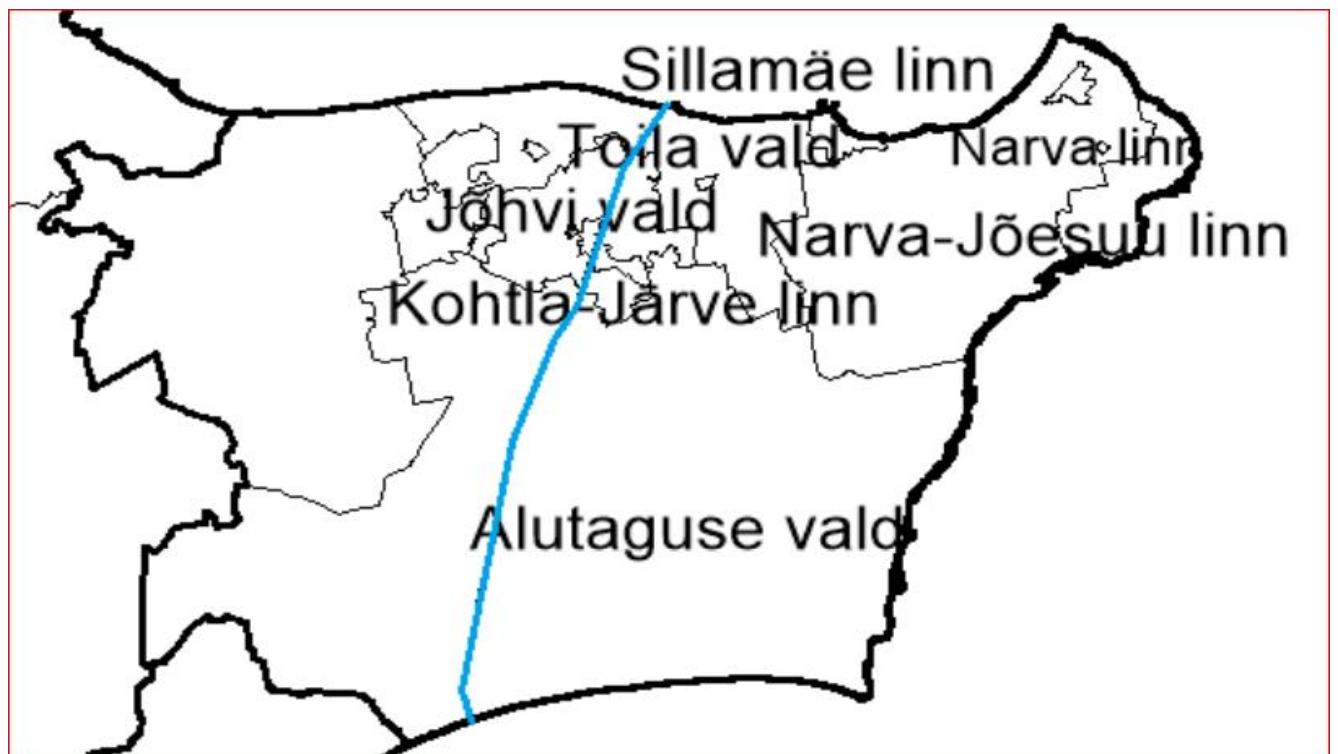 Sillamäe linn
Toila vald
Narva linn
Jõhvi vald
Narva-Jõesuu linn
Kohtla-Järve linn
Alutaguse vald